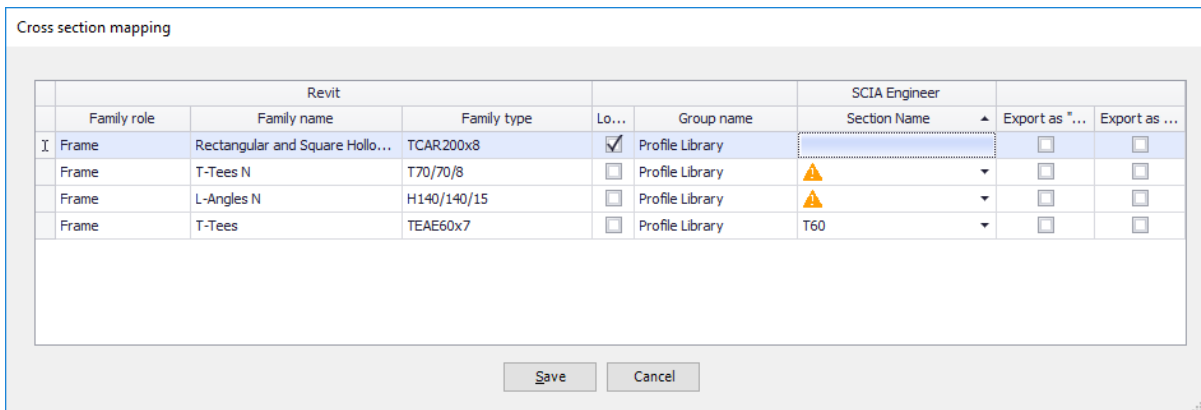 Cross section mapping
Revit SCIA Engineer
Family role Family name Family type Lo... Group name Section Name Export as "... Export as ...
Frame Rectangular and Square Hollo... TCAR200x8 Profile Library
Frame T-Tees N T70/70/8 Profile Library
Frame L-Angles N H140/140/15 Profile Library
Frame T-Tees TEAE60x7 Profile Library T60
Save Cancel